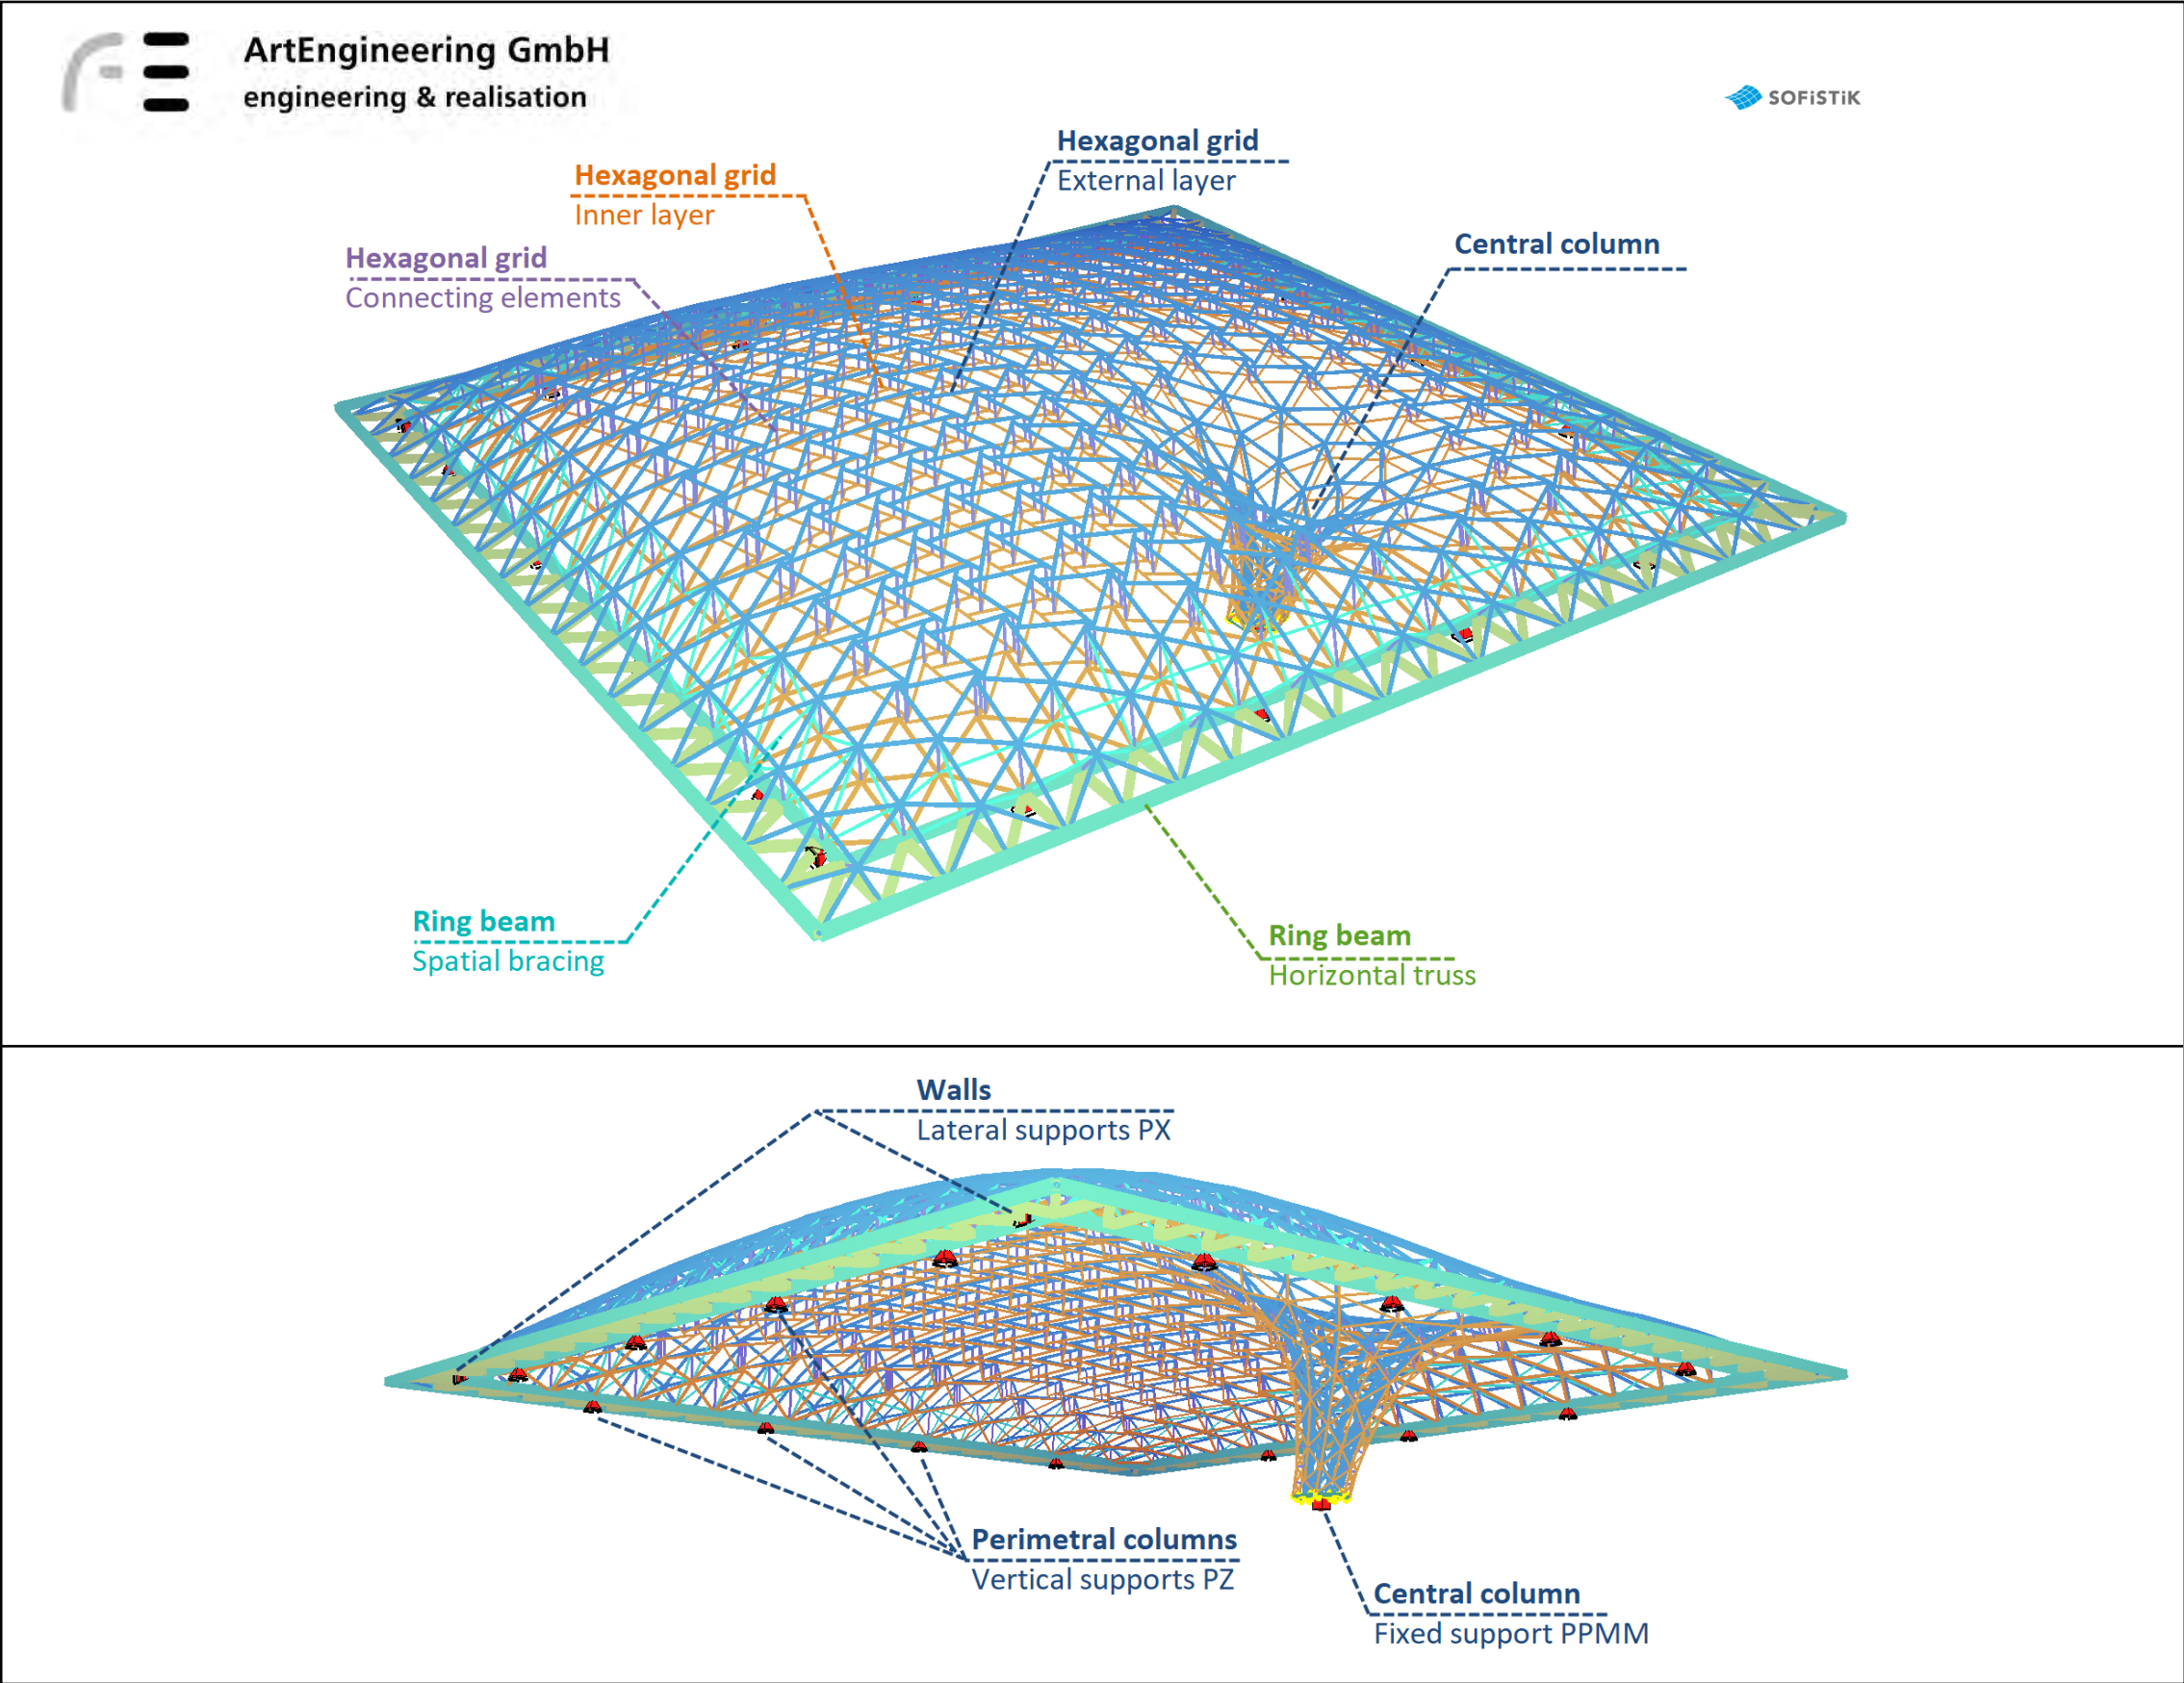 ArtEngineering GmbH
engineering & realisation
SOFiSTiK
Hexagonal grid
External layer
Hexagonal grid
Inner layer
Central column
Hexagonal grid
Connecting elements
Ring beam
Spatial bracing
Ring beam
Horizontal truss
Walls
Lateral supports PX
Perimetral columns
Vertical supports PZ
Central column
Fixed support PPMM